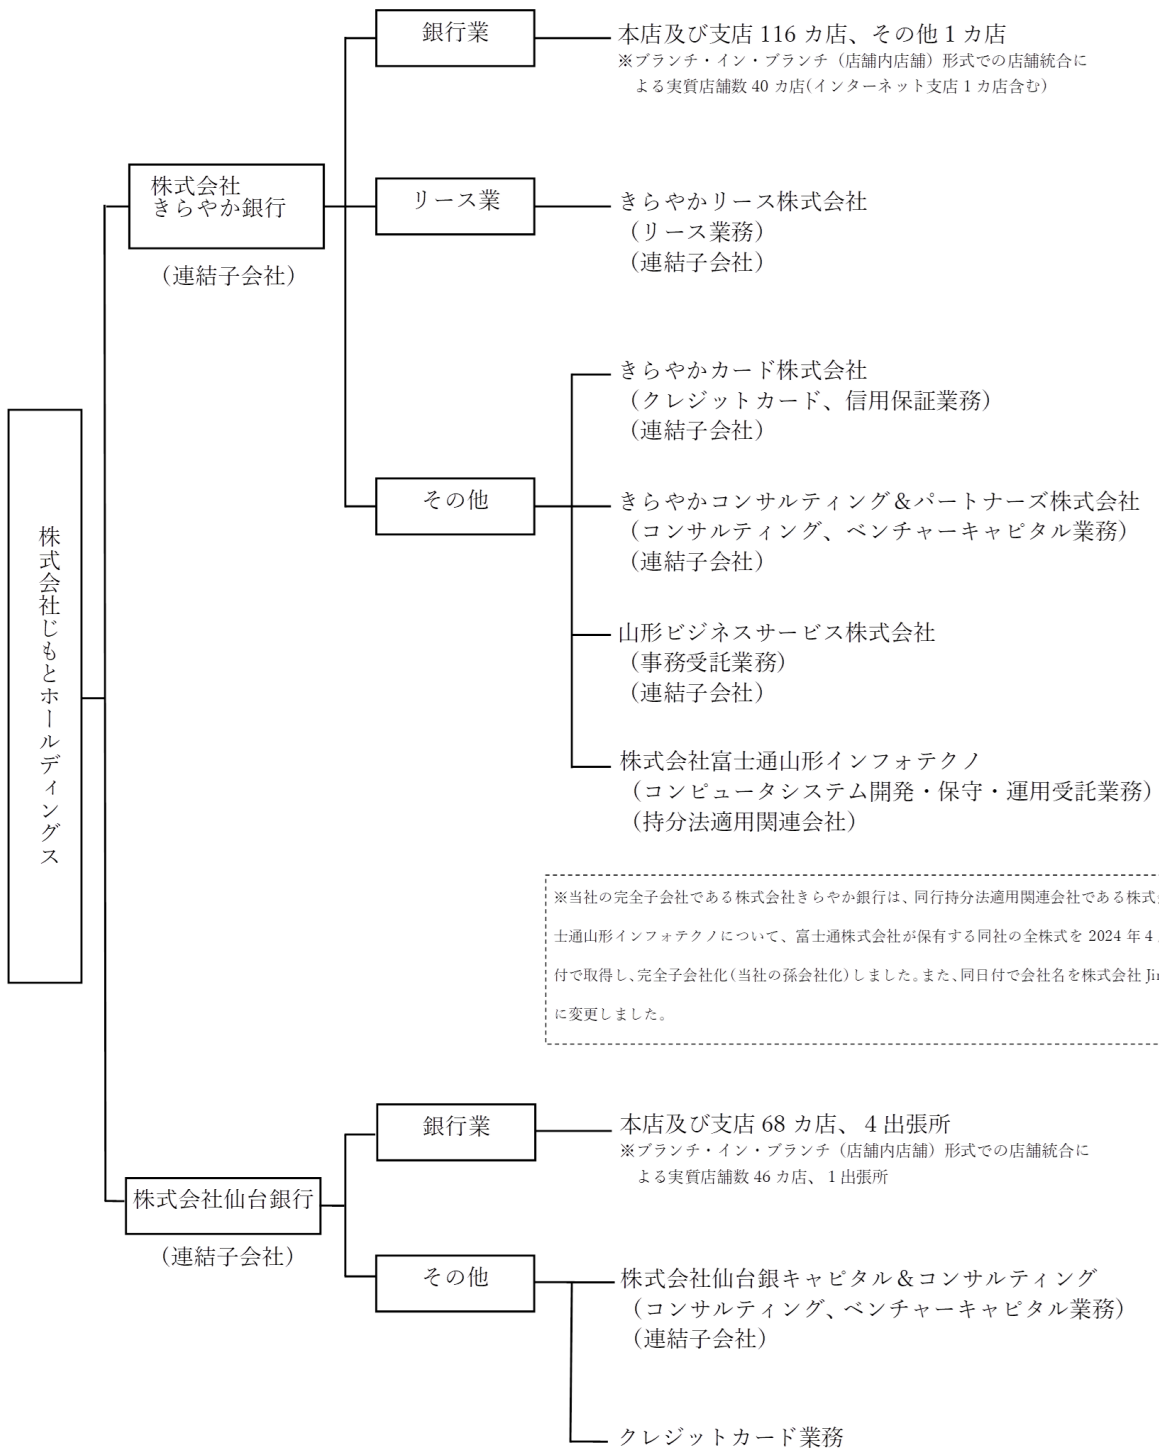 株式会社じもとホールディングス
株式会社
きらやか銀行
（連結子会社）
銀行業
本店及び支店 116 カ店、その他 1 カ店
※ブランチ・イン・ブランチ（店舗内店舗）形式での店舗統合に
よる実質店舗数 40 カ店(インターネット支店 1 カ店含む)
リース業
きらやかリース株式会社
（リース業務）
（連結子会社）
その他
きらやかカード株式会社
（クレジットカード、信用保証業務）
（連結子会社）
きらやかコンサルティング＆パートナーズ株式会社
（コンサルティング、ベンチャーキャピタル業務）
（連結子会社）
山形ビジネスサービス株式会社
（事務受託業務）
（連結子会社）
株式会社富士通山形インフォテクノ
（コンピュータシステム開発・保守・運用受託業務）
（持分法適用関連会社）
※当社の完全子会社である株式会社きらやか銀行は、同行持分法適用関連会社である株式
士通山形インフォテクノについて、富士通株式会社が保有する同社の全株式を 2024 年 4
付で取得し、完全子会社化（当社の孫会社化）しました。また、同日付で会社名を株式会社
に変更しました。
株式会社仙台銀行
（連結子会社）
銀行業
本店及び支店 68 カ店、 4 出張所
※ブランチ・イン・ブランチ（店舗内店舗）形式での店舗統合に
よる実質店舗数 46 カ店、 1 出張所
その他
株式会社仙台銀キャピタル＆コンサルティング
（コンサルティング、ベンチャーキャピタル業務）
（連結子会社）
クレジットカード業務